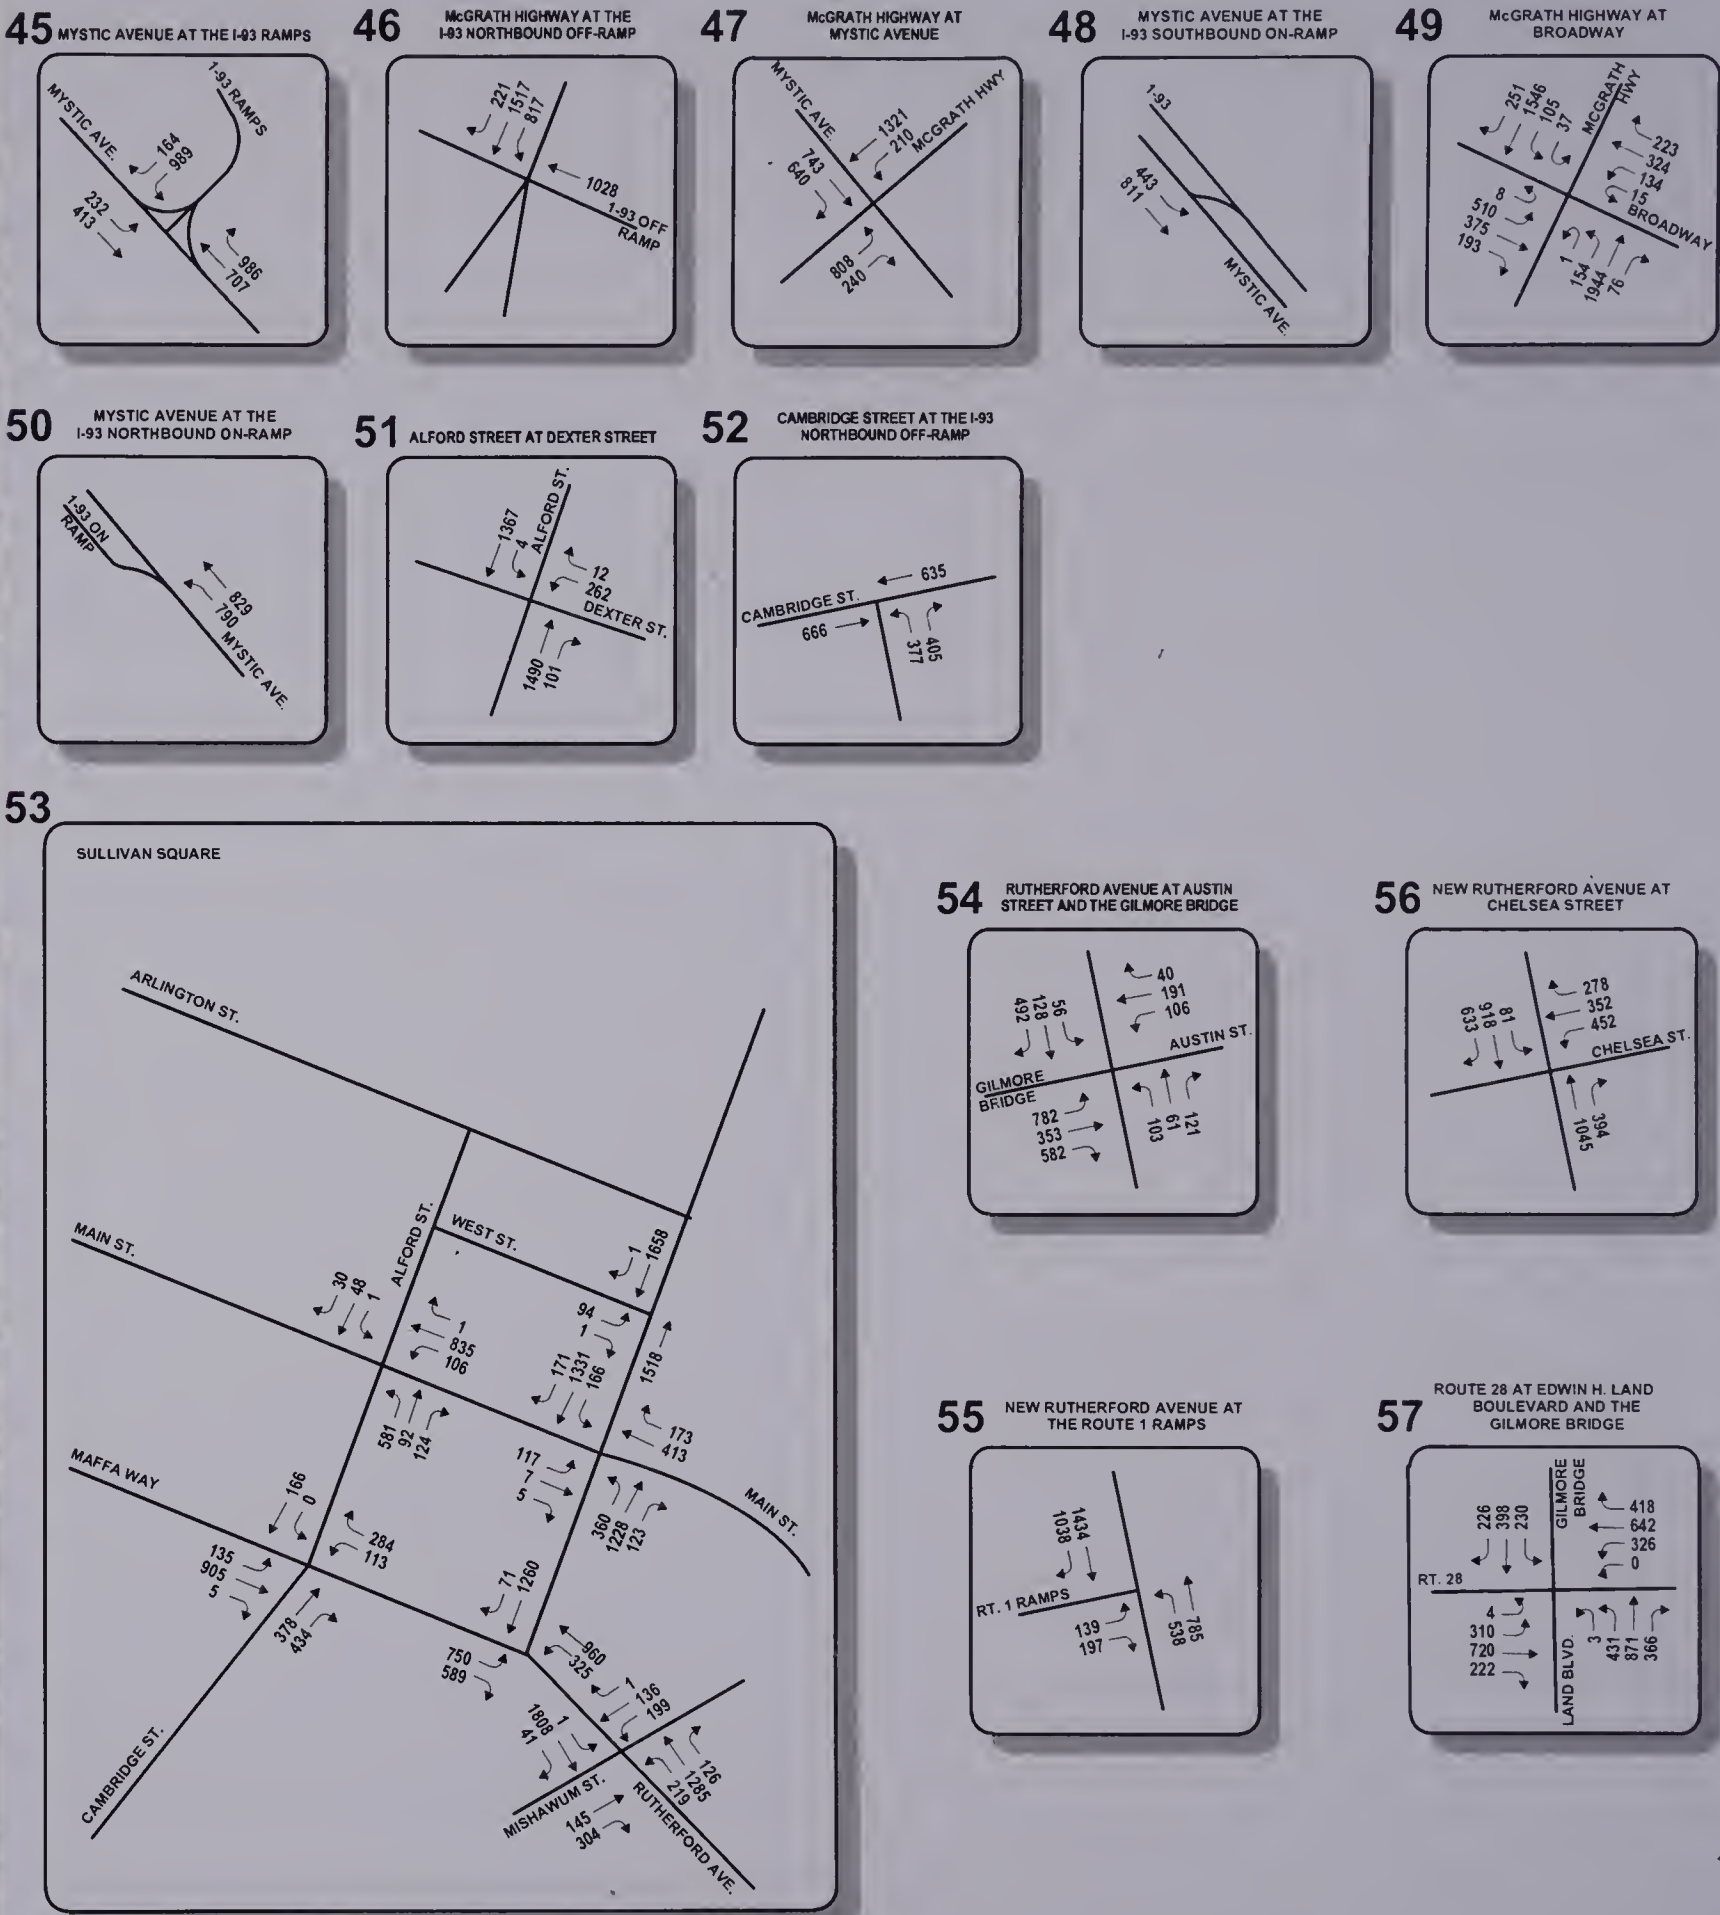 45 MYSTIC AVENUE AT THE I-93 RAMPS
MYSTIC AVE.
1-93 RAMPS
164
989
232
413
986
707
46 McGRATH HIGHWAY AT THE
I-93 NORTHBOUND OFF-RAMP
221
1517
817
1028
1-93 OFF
RAMP
47 McGRATH HIGHWAY AT
MYSTIC AVENUE
MYSTIC AVE.
MCGRATH HWY
1321
210
743
640
808
240
48 MYSTIC AVENUE AT THE
I-93 SOUTHBOUND ON-RAMP
1-93
443
811
MYSTIC AVE.
49 McGRATH HIGHWAY AT
BROADWAY
MCGRATH
HWY
251
1546
105
37
223
324
134
15
BROADWAY
8
510
375
193
1
154
1944
76
50 MYSTIC AVENUE AT THE
I-93 NORTHBOUND ON-RAMP
1-93 ON
RAMP
829
790
MYSTIC AVE.
51 ALFORD STREET AT DEXTER STREET
ALFORD ST.
1367
4
12
262
DEXTER ST.
1490
101
52 CAMBRIDGE STREET AT THE I-93
NORTHBOUND OFF-RAMP
635
CAMBRIDGE ST.
666
377
405
53
SULLIVAN SQUARE
ARLINGTON ST.
ALFORD ST.
WEST ST.
1
1658
MAIN ST.
30
48
1
1
835
106
94
1
1518
171
1331
166
173
413
581
92
124
117
7
5
360
1228
123
MAIN ST.
MAFFA WAY
166
0
284
113
135
905
5
378
434
71
1260
750
589
960
325
1
136
199
1808
1
41
126
1285
219
MISHAWUM ST.
145
304
RUTHERFORD AVE.
CAMBRIDGE ST.
54 RUTHERFORD AVENUE AT AUSTIN
STREET AND THE GILMORE BRIDGE
492
128
56
40
191
106
AUSTIN ST.
GILMORE
BRIDGE
782
353
582
103
61
121
56 NEW RUTHERFORD AVENUE AT
CHELSEA STREET
633
918
81
278
352
452
CHELSEA ST.
1045
394
55 NEW RUTHERFORD AVENUE AT
THE ROUTE 1 RAMPS
1038
1434
RT. 1 RAMPS
139
197
538
785
57 ROUTE 28 AT EDWIN H. LAND
BOULEVARD AND THE
GILMORE BRIDGE
226
398
230
GILMORE
BRIDGE
418
642
326
0
RT. 28
4
310
720
222
LAND BLVD.
3
431
871
366